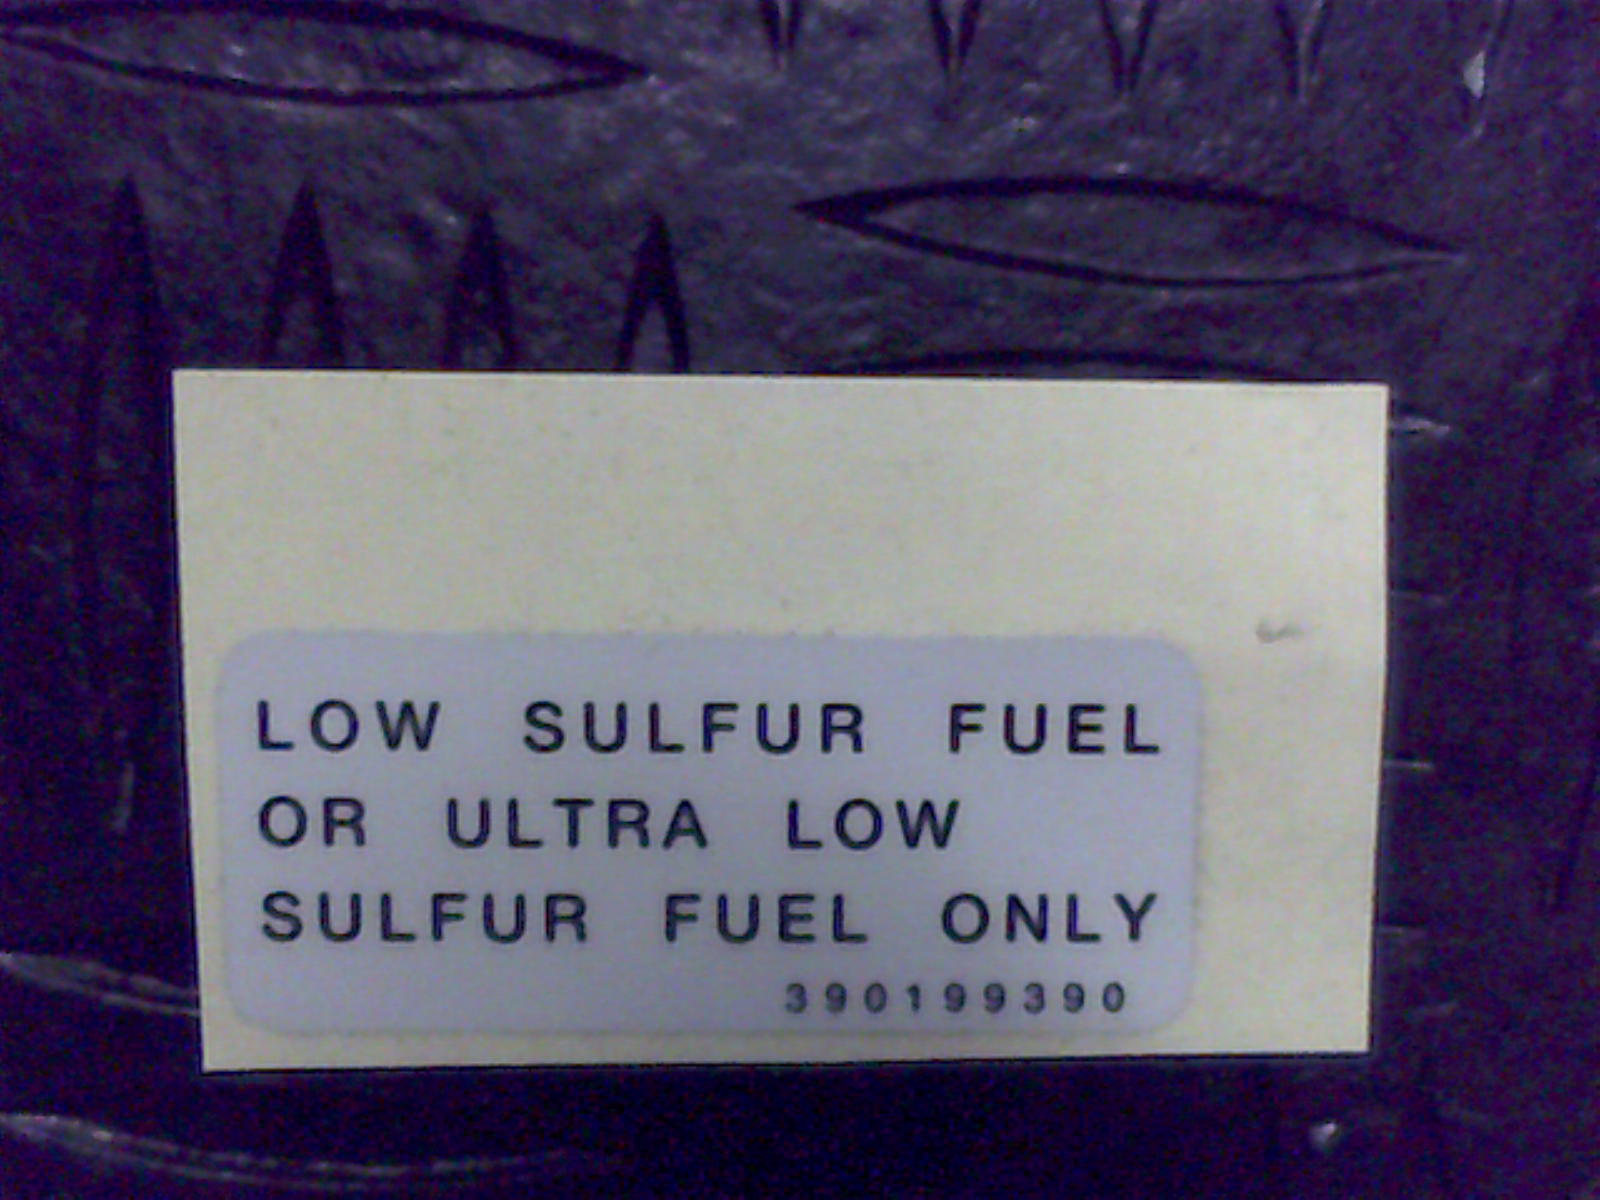 LOW SULFUR FUEL
OR ULTRA LOW
SULFUR FUEL ONLY
390199390